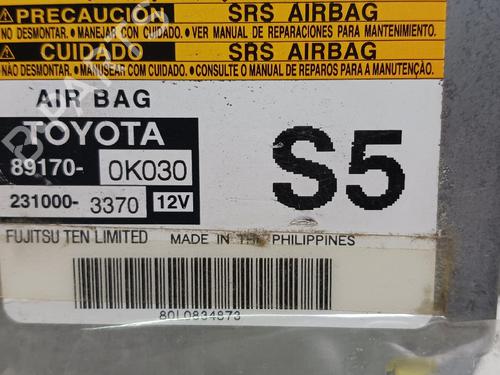 PRECAUCIÓN SRS AIRBAG
NO DESMONTAR. •MANEJAR CON CUIDADO. •VER MANUAL DE REPARACIONES PARA MANTENIMIENTO.
CUIDADO SRS AIRBAG
NÃO DESMONTAR. •MANUSEAR COM CUIDADO. •CONSULTE O MANUAL DE REPAROS PARA A MANUTENÇÃO.
AIR BAG
TOYOTA
89170- 0K030
231000- 3370 12V
S5
FUJITSU TEN LIMITED MADE IN THE PHILIPPINES
80L0834873